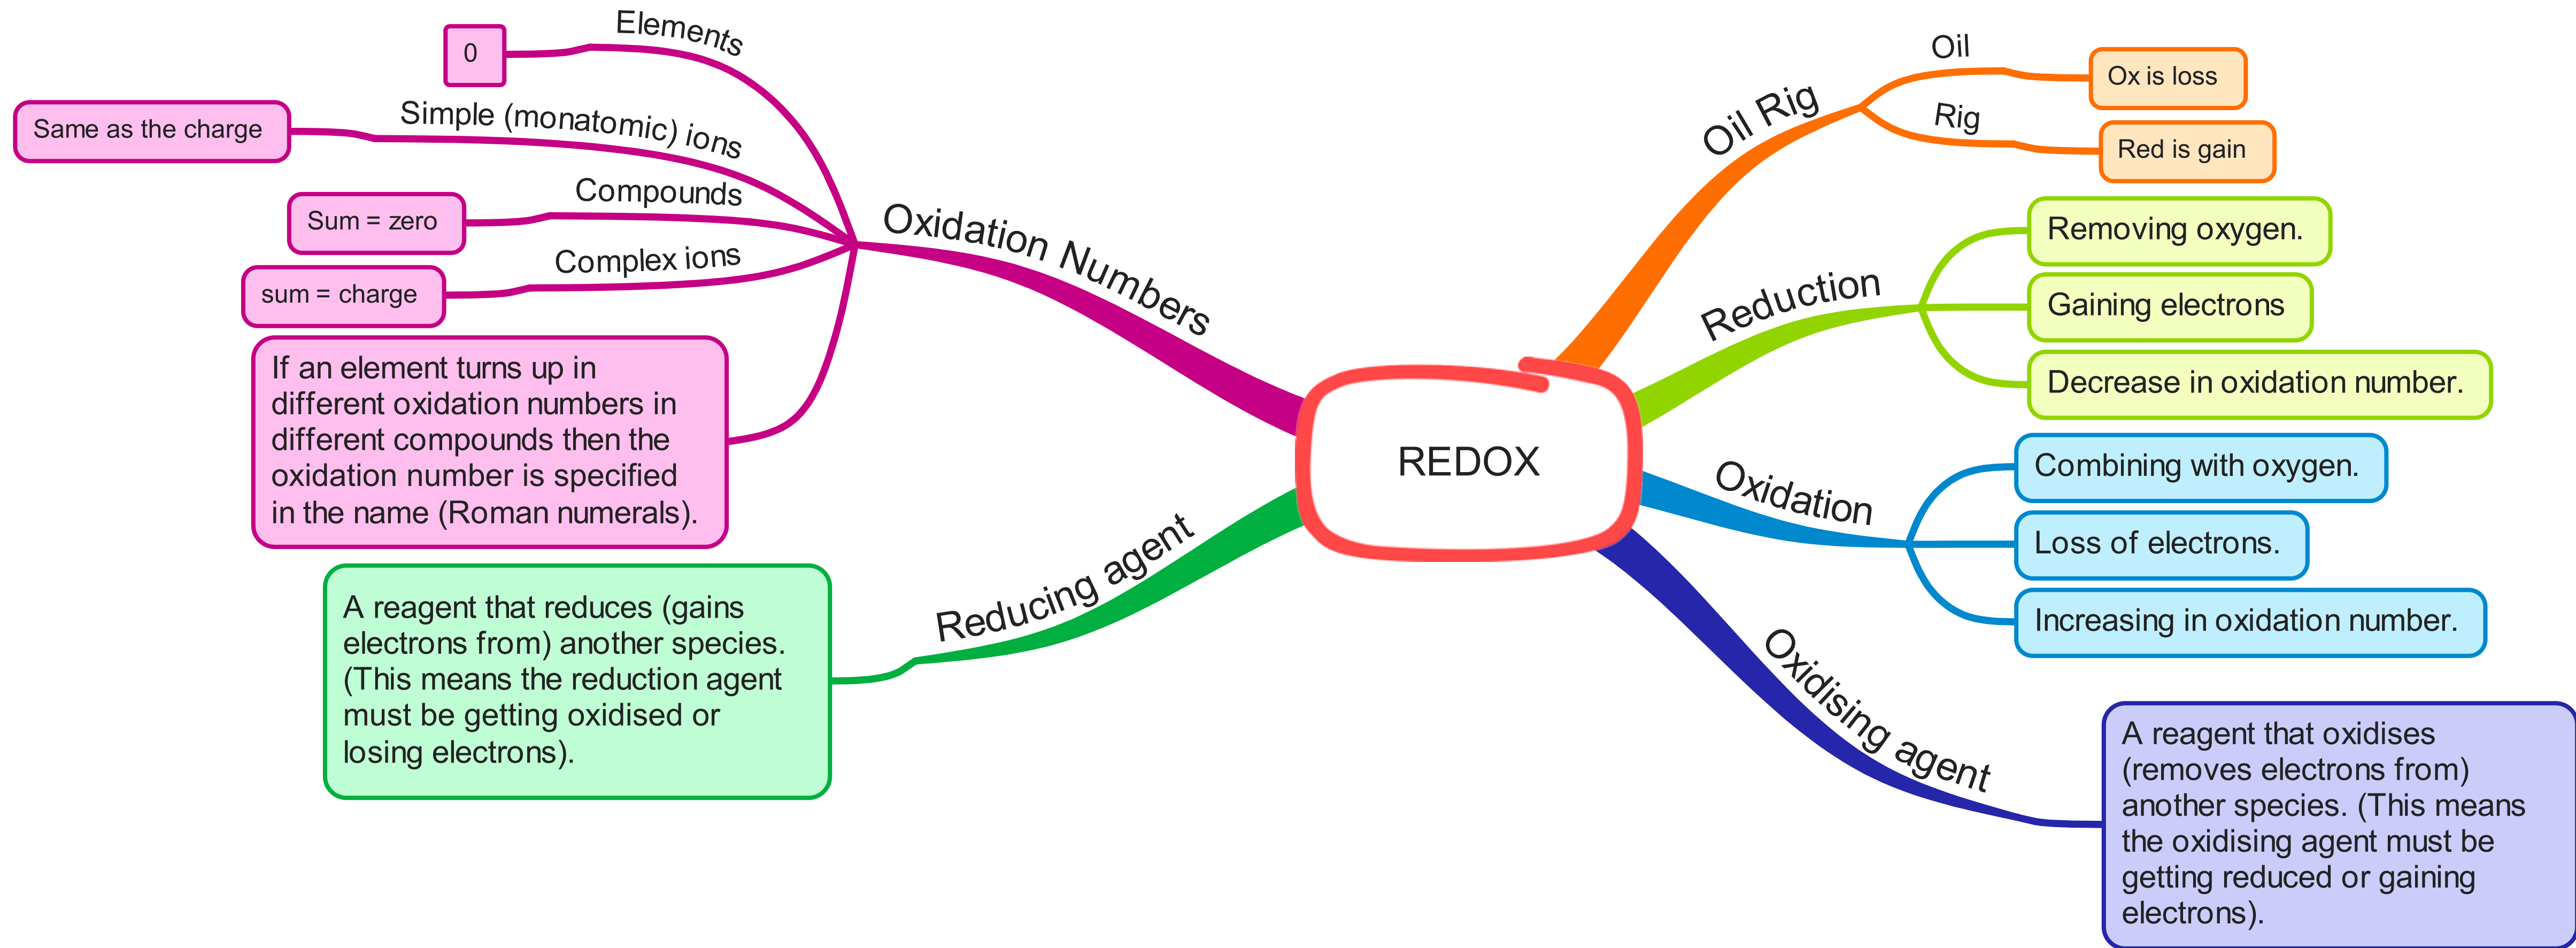 REDOX
Oil Rig
Oil
Ox is loss
Rig
Red is gain
Reduction
Removing oxygen.
Gaining electrons
Decrease in oxidation number.
Oxidation
Combining with oxygen.
Loss of electrons.
Increasing in oxidation number.
Oxidising agent
A reagent that oxidises
(removes electrons from)
another species. (This means
the oxidising agent must be
getting reduced or gaining
electrons).
Reducing agent
A reagent that reduces (gains
electrons from) another species.
(This means the reduction agent
must be getting oxidised or
losing electrons).
Oxidation Numbers
Elements
0
Simple (monatomic) ions
Same as the charge
Compounds
Sum = zero
Complex ions
sum = charge
If an element turns up in
different oxidation numbers in
different compounds then the
oxidation number is specified
in the name (Roman numerals).